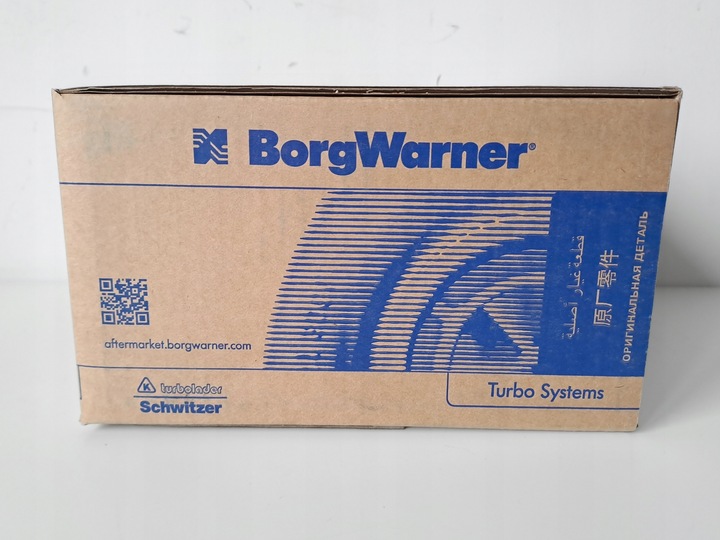 BorgWarner®
قطعة غيار أصلية
原厂零件
ОРИГИНАЛЬНАЯ ДЕТАЛЬ
aftermarket.borgwarner.com
K turbolader
Schwitzer
Turbo Systems